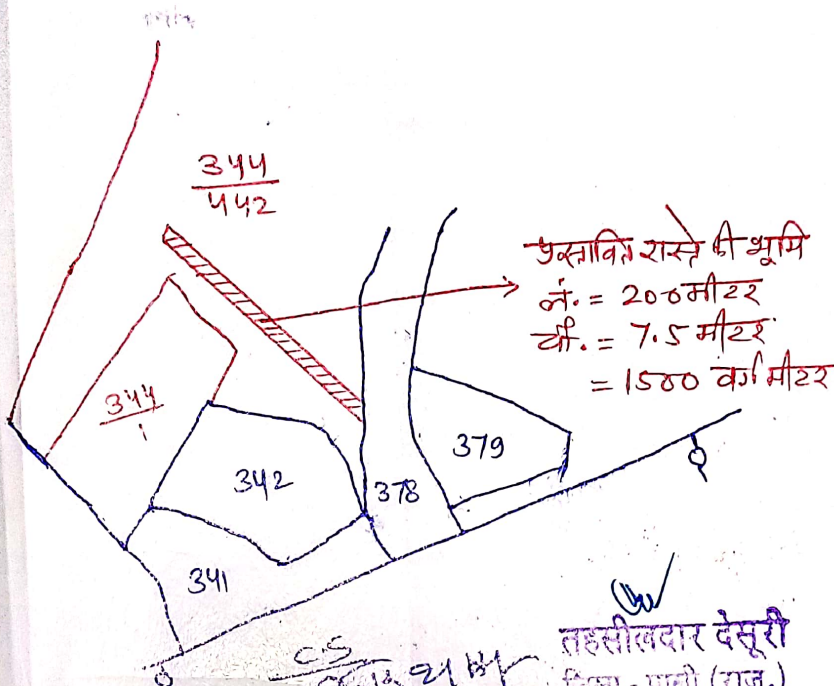 344
442
प्रस्तावित रास्ते की भूमि
लं. = 200 मीटर
चौ. = 7.5 मीटर
= 1500 वर्ग मीटर
344
1
342
379
378
341
तहसीलदार देसूरी
CS
जिला - पाली (राज.)